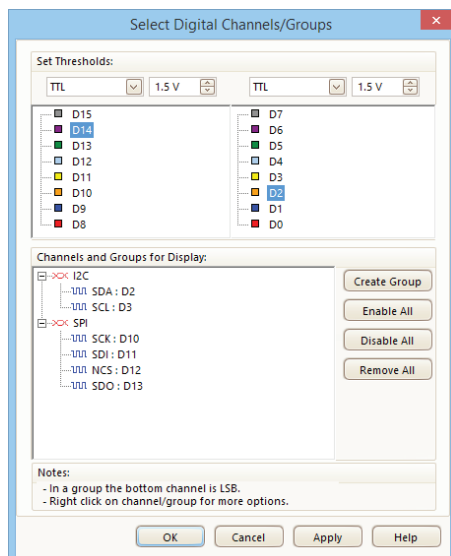 Select Digital Channels/Groups
Set Thresholds:
TTL 1.5 V TTL 1.5 V
D15
D14
D13
D12
D11
D10
D9
D8
D7
D6
D5
D4
D3
D2
D1
D0
Channels and Groups for Display:
I2C
SDA : D2
SCL : D3
SPI
SCK : D10
SDI : D11
NCS : D12
SDO : D13
Create Group
Enable All
Disable All
Remove All
Notes:
- In a group the bottom channel is LSB.
- Right click on channel/group for more options.
OK Cancel Apply Help